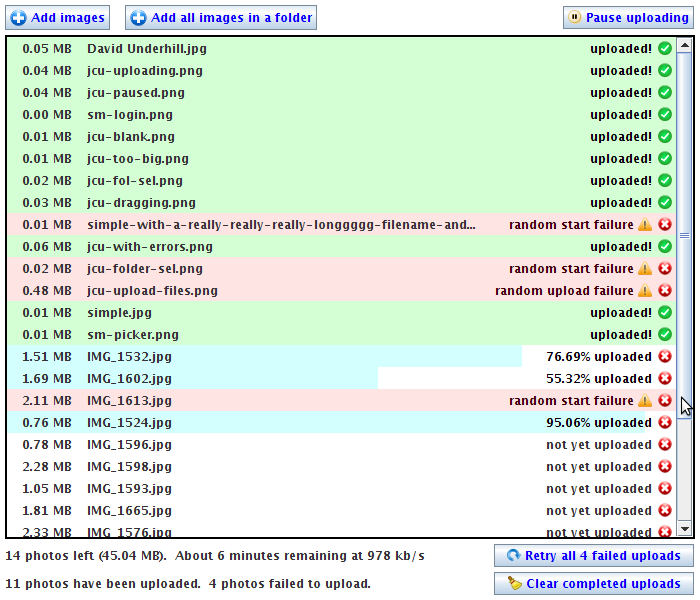 Add images Add all images in a folder Pause uploading
0.05 MB David Underhill.jpg uploaded!
0.04 MB jcu-uploading.png uploaded!
0.04 MB jcu-paused.png uploaded!
0.00 MB sm-login.png uploaded!
0.01 MB jcu-blank.png uploaded!
0.01 MB jcu-too-big.png uploaded!
0.02 MB jcu-fol-sel.png uploaded!
0.03 MB jcu-dragging.png uploaded!
0.01 MB simple-with-a-really-really-really-longgggg-filename-and... random start failure
0.06 MB jcu-with-errors.png uploaded!
0.02 MB jcu-folder-sel.png random start failure
0.48 MB jcu-upload-files.png random upload failure
0.01 MB simple.jpg uploaded!
0.01 MB sm-picker.png uploaded!
1.51 MB IMG_1532.jpg 76.69% uploaded
1.69 MB IMG_1602.jpg 55.32% uploaded
2.11 MB IMG_1613.jpg random start failure
0.76 MB IMG_1524.jpg 95.06% uploaded
0.78 MB IMG_1596.jpg not yet uploaded
2.28 MB IMG_1598.jpg not yet uploaded
1.05 MB IMG_1593.jpg not yet uploaded
1.81 MB IMG_1665.jpg not yet uploaded
2.33 MB IMG_1576.jpg not yet uploaded
14 photos left (45.04 MB). About 6 minutes remaining at 978 kb/s Retry all 4 failed uploads
11 photos have been uploaded. 4 photos failed to upload. Clear completed uploads